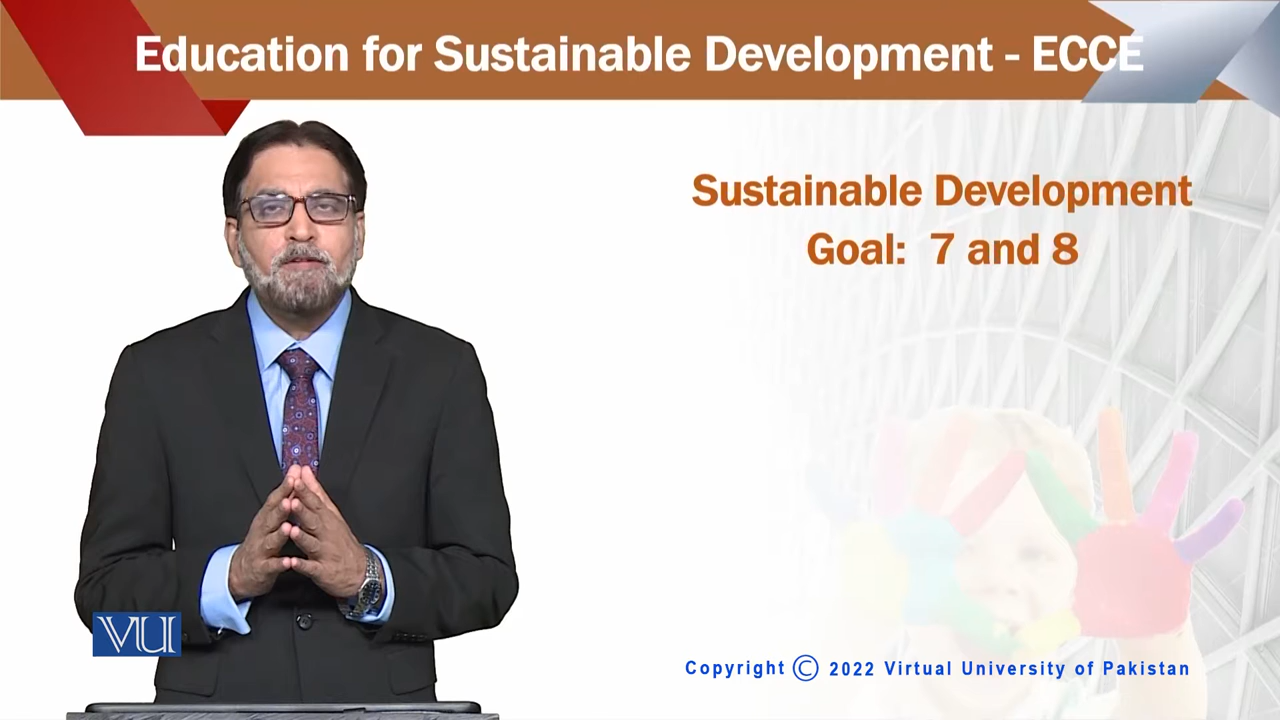 Education for Sustainable Development - ECCE
Sustainable Development
Goal: 7 and 8
VU
Copyright © 2022 Virtual University of Pakistan